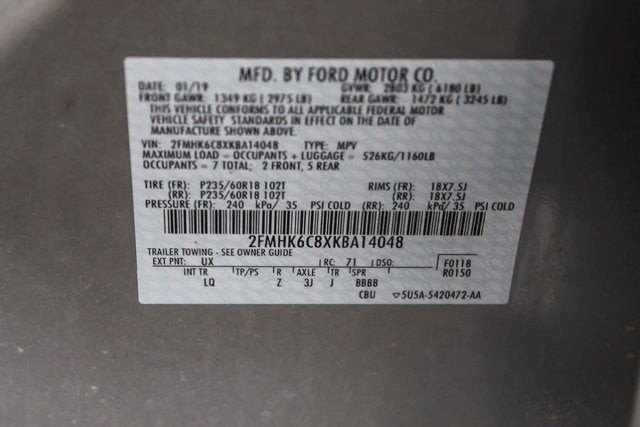 MFD. BY FORD MOTOR CO.
DATE: 01/19 GVWR: 2803 KG ( 6180 LB)
FRONT GAWR: 1349 KG ( 2975 LB) REAR GAWR: 1472 KG ( 3245 LB)
THIS VEHICLE CONFORMS TO ALL APPLICABLE FEDERAL MOTOR
VEHICLE SAFETY STANDARDS IN EFFECT ON THE DATE OF
MANUFACTURE SHOWN ABOVE.
VIN: 2FMHK6C8XKBA14048 TYPE: MPV
MAXIMUM LOAD = OCCUPANTS + LUGGAGE = 526KG/1160LB
OCCUPANTS = 7 TOTAL; 2 FRONT, 5 REAR
TIRE (FR): P235/60R18 102T RIMS (FR): 18X7.5J
(RR): P235/60R18 102T (RR): 18X7.5J
PRESSURE (FR): 240 kPa/ 35 PSI COLD (RR) 240 kPa/ 35 PSI COLD
2FMHK6C8XKBA14048
TRAILER TOWING - SEE OWNER GUIDE
EXT PNT: UX RC: 71 DSO: F0118
INT TR TP/PS R AXLE TR SPR R0150
LQ Z 3J J BBBB
CBU ▽5U5A-5420472-AA